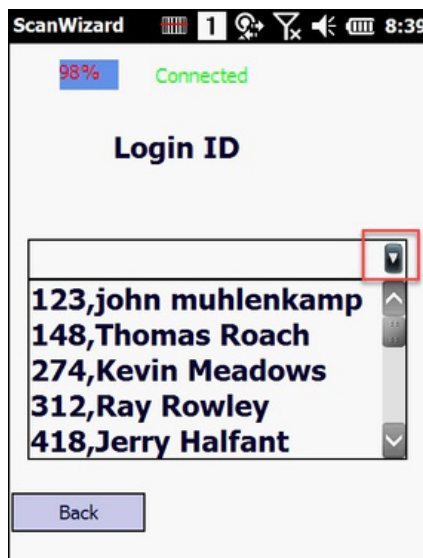 ScanWizard 1 8:39
98% Connected
Login ID
123,john muhlenkamp
148,Thomas Roach
274,Kevin Meadows
312,Ray Rowley
418,Jerry Halfant
Back